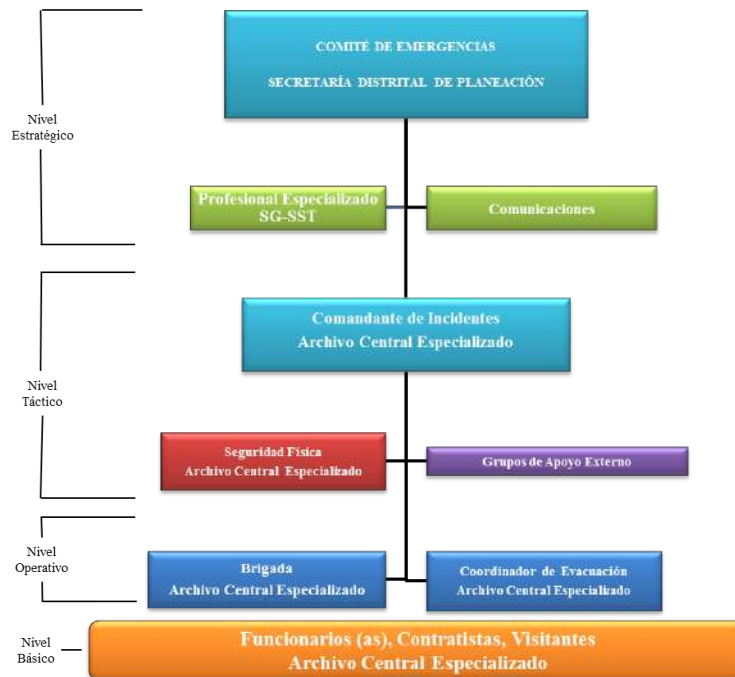 COMITÉ DE EMERGENCIAS
SECRETARÍA DISTRITAL DE PLANEACIÓN
Nivel
Estratégico
Profesional Especializado
SG-SST
Comunicaciones
Comandante de Incidentes
Archivo Central Especializado
Nivel
Táctico
Seguridad Física
Archivo Central Especializado
Grupos de Apoyo Externo
Nivel
Operativo
Brigada
Archivo Central Especializado
Coordinador de Evacuación
Archivo Central Especializado
Nivel
Básico
Funcionarios (as), Contratistas, Visitantes
Archivo Central Especializado